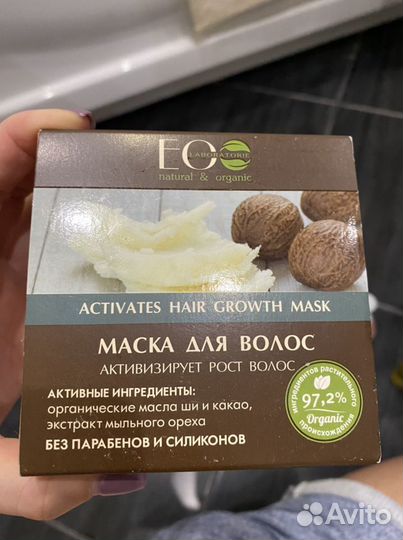 ECO
LABORATORIE
natural & organic
ACTIVATES HAIR GROWTH MASK
МАСКА ДЛЯ ВОЛОС
АКТИВИЗИРУЕТ РОСТ ВОЛОС
АКТИВНЫЕ ИНГРЕДИЕНТЫ:
органические масла ши и какао,
экстракт мыльного ореха
БЕЗ ПАРАБЕНОВ И СИЛИКОНОВ
ингредиентов растительного
97,2%
Organic
происхождения
Avito